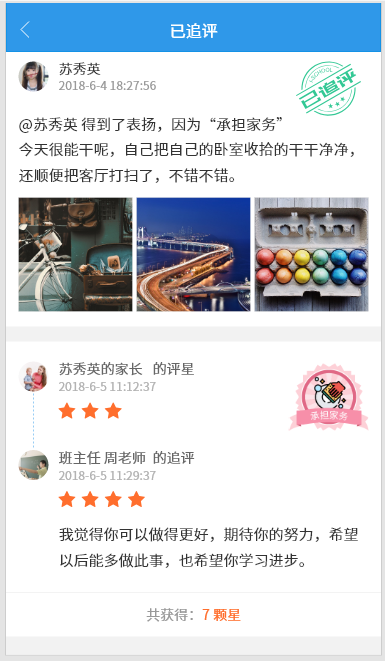 已追评
苏秀英
2018-6-4 18:27:56
SCHOOL
已追评
@苏秀英 得到了表扬，因为“承担家务”
今天很能干呢，自己把自己的卧室收拾的干干净净，
还顺便把客厅打扫了，不错不错。
苏秀英的家长 的评星
2018-6-5 11:12:37
承担家务
班主任 周老师 的追评
2018-6-5 11:29:37
我觉得你可以做得更好，期待你的努力，希望
以后能多做此事，也希望你学习进步。
共获得：7 颗星